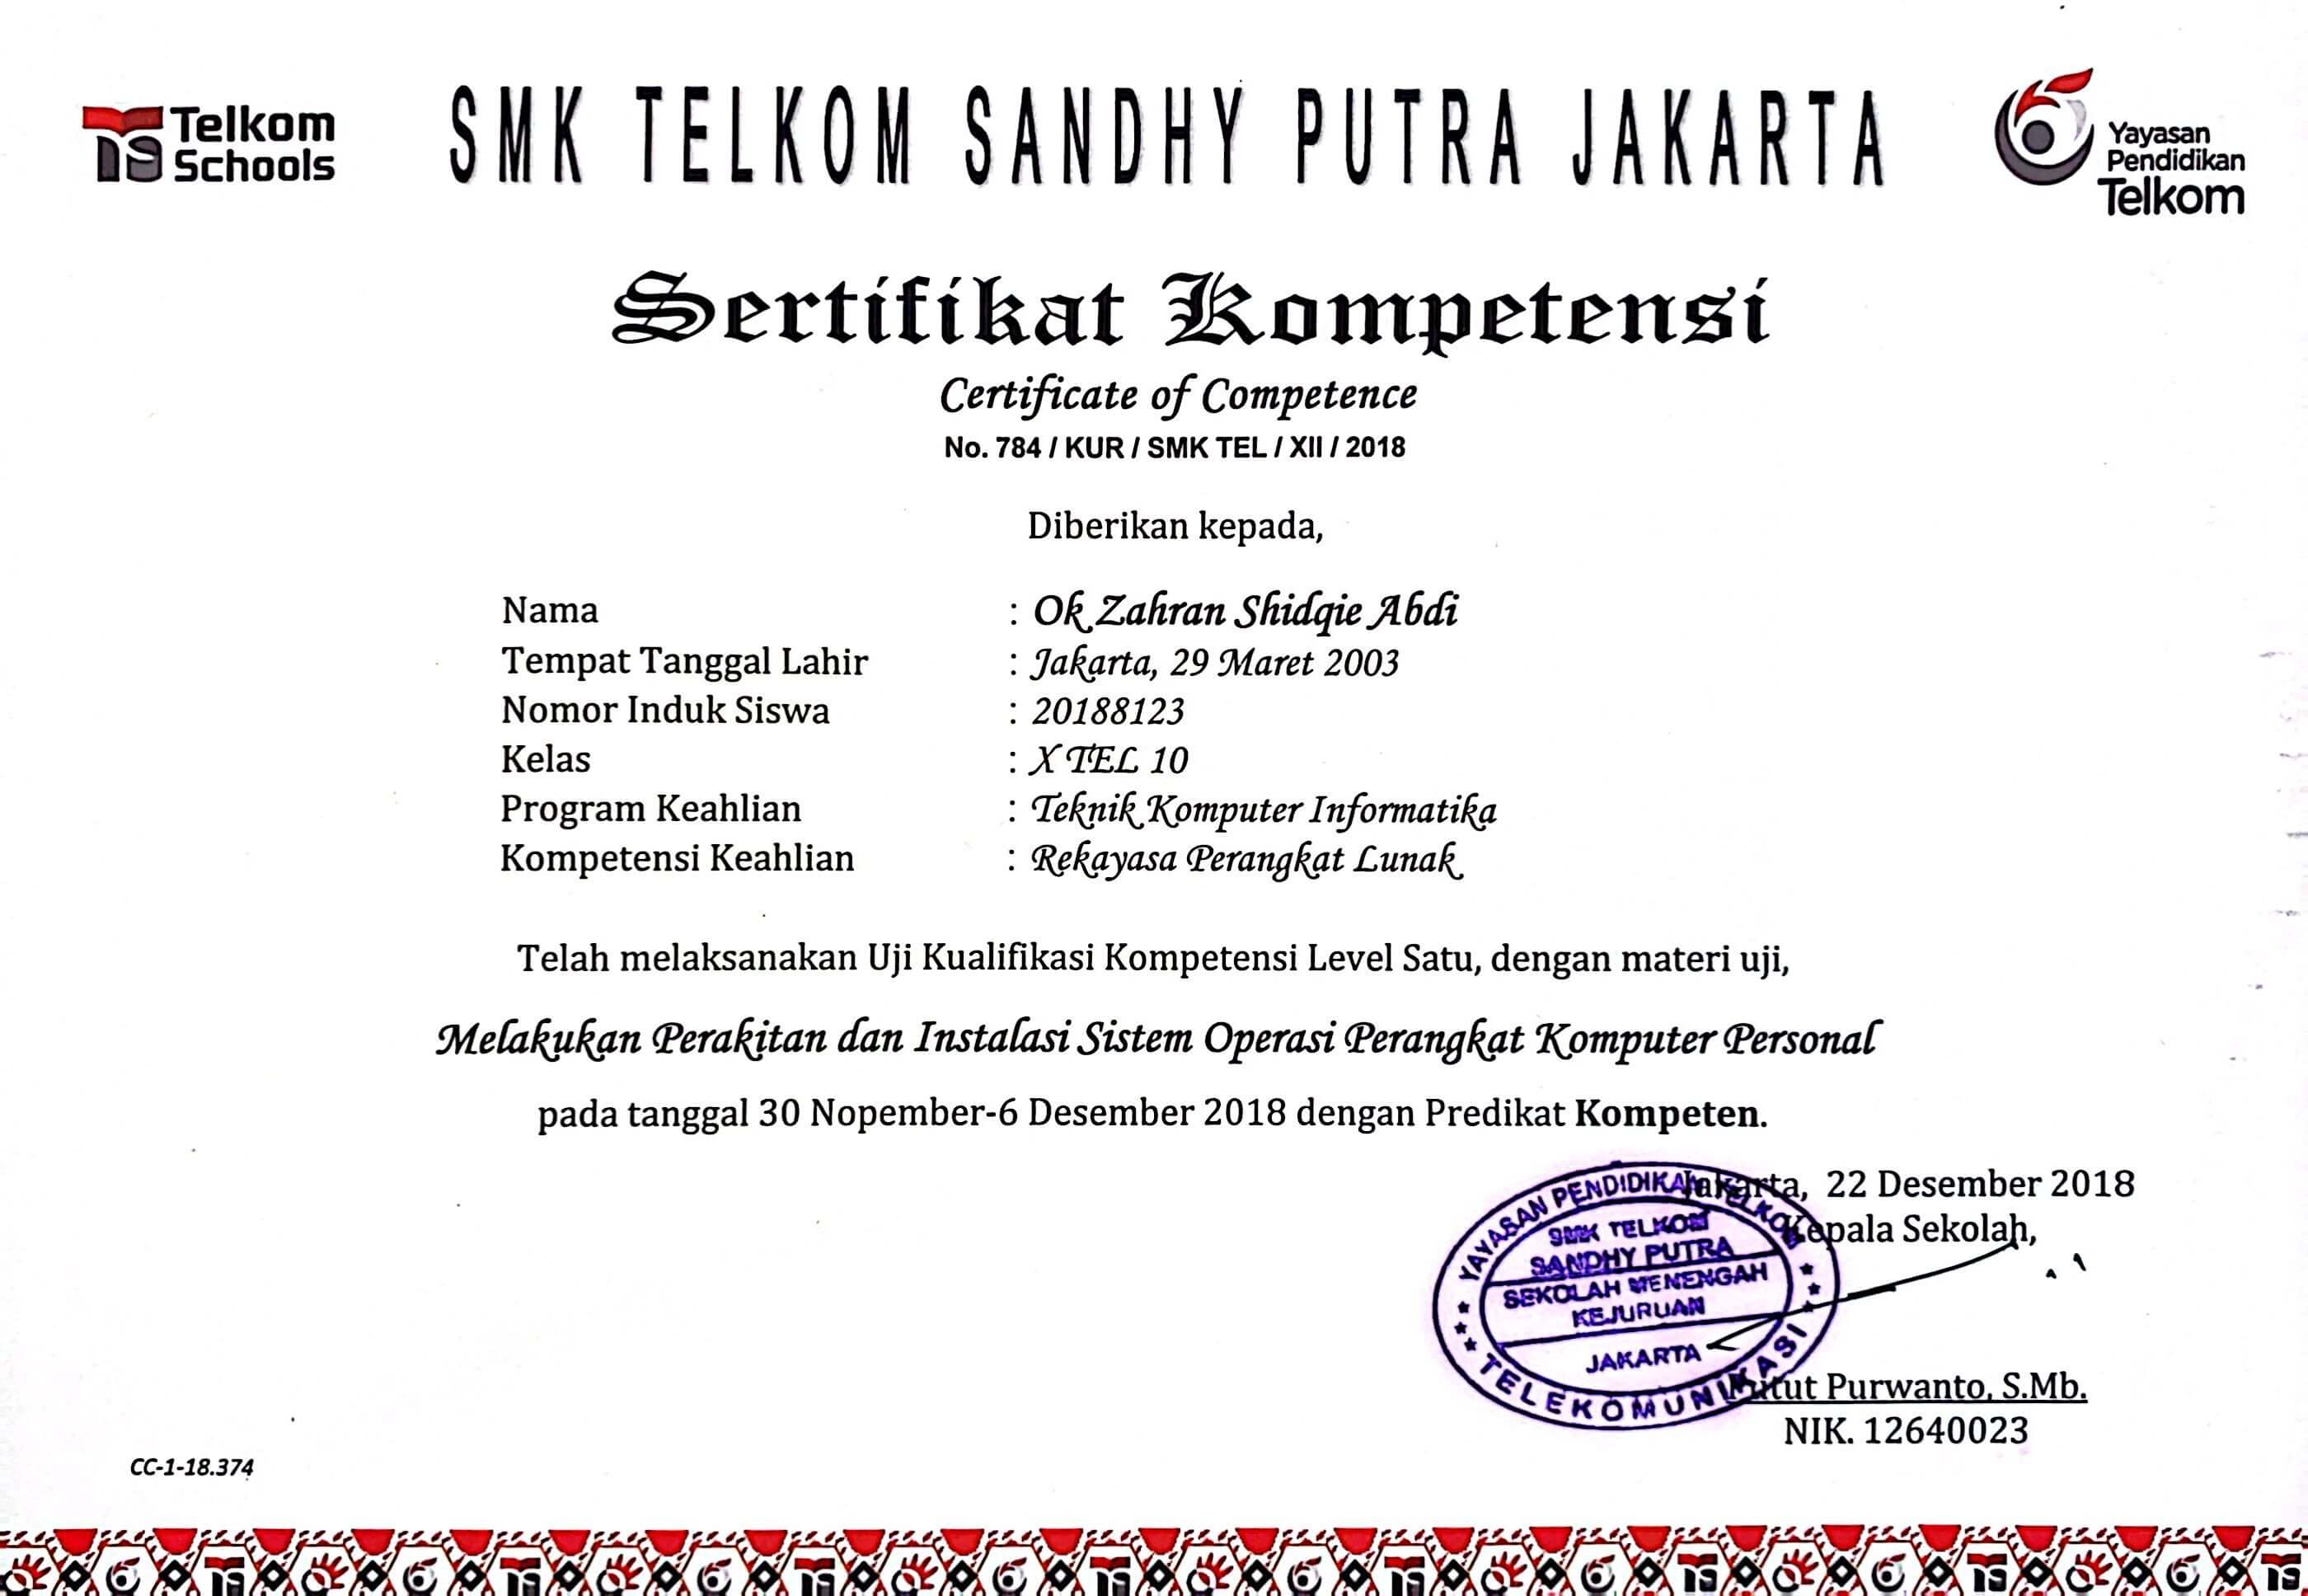 Telkom
Schools
SMK TELKOM SANDHY PUTRA JAKARTA
Yayasan
Pendidikan
Telkom
Sertifikat Kompetensi
Certificate of Competence
No. 784 / KUR / SMK TEL / XII / 2018
Diberikan kepada,
Nama : Ok Zahran Shidqie Abdi
Tempat Tanggal Lahir : Jakarta, 29 Maret 2003
Nomor Induk Siswa : 20188123
Kelas : X TEL 10
Program Keahlian : Teknik Komputer Informatika
Kompetensi Keahlian : Rekayasa Perangkat Lunak
Telah melaksanakan Uji Kualifikasi Kompetensi Level Satu, dengan materi uji,
Melakukan Perakitan dan Instalasi Sistem Operasi Perangkat Komputer Personal
pada tanggal 30 Nopember-6 Desember 2018 dengan Predikat Kompeten.
Jakarta, 22 Desember 2018
Kepala Sekolah,
YAYASAN PENDIDIKAN TELKOM
SMK TELKOM
SANDHY PUTRA
SEKOLAH MENENGAH
KEJURUAN
JAKARTA
TELEKOMUNIKASI
Purwanto, S.Mb.
NIK. 12640023
CC-1-18.374